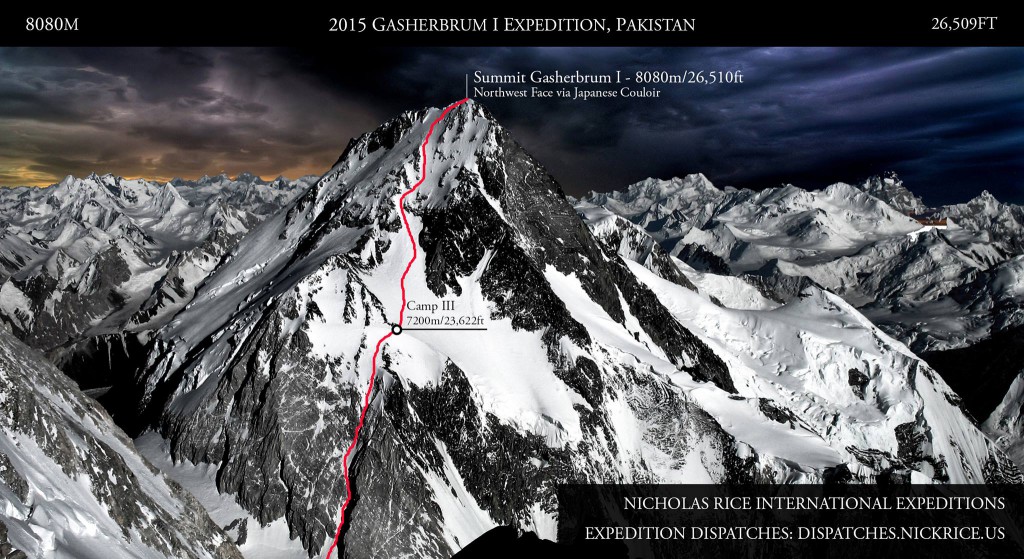 8080M
2015 GASHERBRUM I EXPEDITION, PAKISTAN
26,509FT
Summit Gasherbrum I - 8080m/26,510ft
Northwest Face via Japanese Couloir
Camp III
7200m/23,622ft
NICHOLAS RICE INTERNATIONAL EXPEDITIONS
EXPEDITION DISPATCHES: DISPATCHES.NICKRICE.US